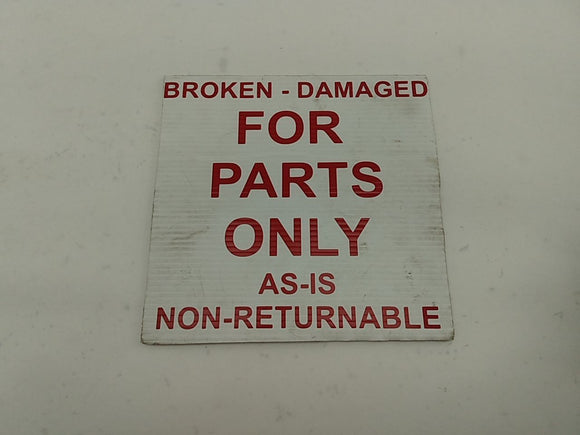 BROKEN - DAMAGED
FOR
PARTS
ONLY
AS-IS
NON-RETURNABLE